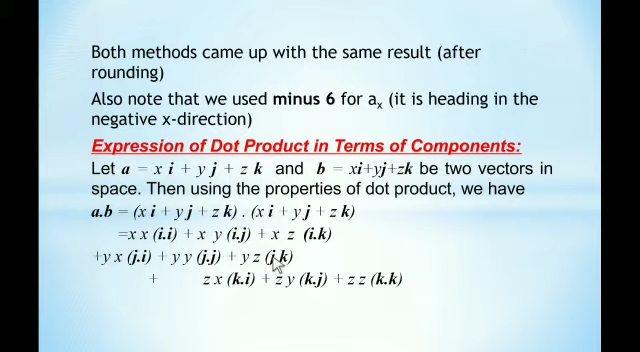 Both methods came up with the same result (after
rounding)
Also note that we used minus 6 for aₓ (it is heading in the
negative x-direction)
Expression of Dot Product in Terms of Components:
Let a = x i + y j + z k and b = xi+yj+zk be two vectors in
space. Then using the properties of dot product, we have
a.b = (x i + y j + z k) . (x i + y j + z k)
=x x (i.i) + x y (i.j) + x z (i.k)
+y x (j.i) + y y (j.j) + y z (j.k)
+ z x (k.i) + z y (k.j) + z z (k.k)